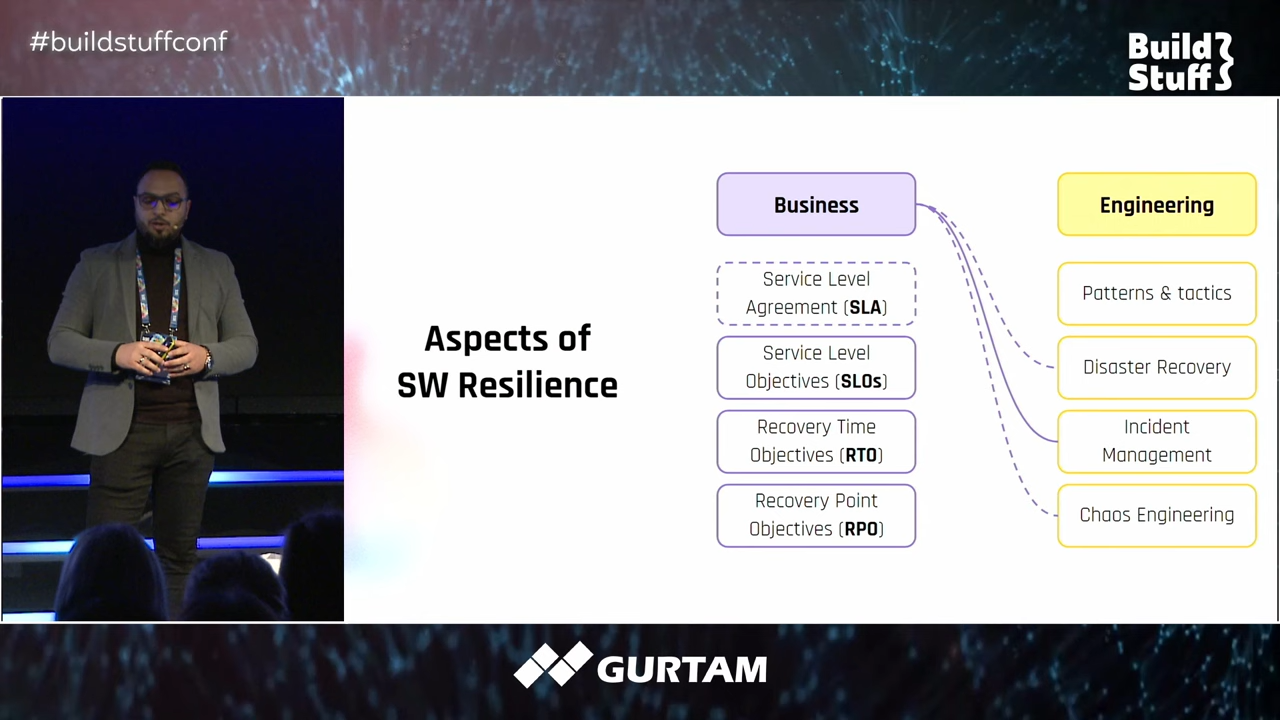 #buildstuffconf
Build
Stuff
Aspects of
SW Resilience
Business
Service Level
Agreement (SLA)
Service Level
Objectives (SLOs)
Recovery Time
Objectives (RTO)
Recovery Point
Objectives (RPO)
Engineering
Patterns & tactics
Disaster Recovery
Incident
Management
Chaos Engineering
GURTAM